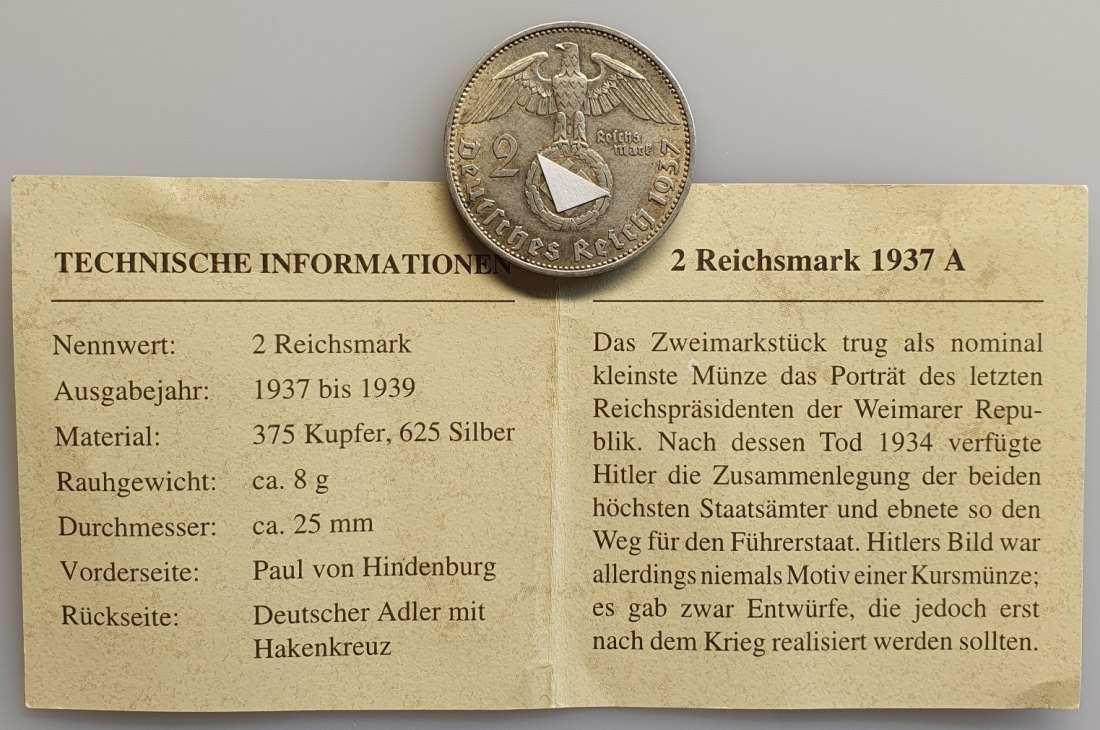 2 Reichsmark
Deutsches Reich 1937
TECHNISCHE INFORMATIONEN
Nennwert: 2 Reichsmark
Ausgabejahr: 1937 bis 1939
Material: 375 Kupfer, 625 Silber
Rauhgewicht: ca. 8 g
Durchmesser: ca. 25 mm
Vorderseite: Paul von Hindenburg
Rückseite: Deutscher Adler mit
Hakenkreuz
2 Reichsmark 1937 A
Das Zweimarkstück trug als nominal
kleinste Münze das Porträt des letzten
Reichspräsidenten der Weimarer Repu-
blik. Nach dessen Tod 1934 verfügte
Hitler die Zusammenlegung der beiden
höchsten Staatsämter und ebnete so den
Weg für den Führerstaat. Hitlers Bild war
allerdings niemals Motiv einer Kursmünze;
es gab zwar Entwürfe, die jedoch erst
nach dem Krieg realisiert werden sollten.